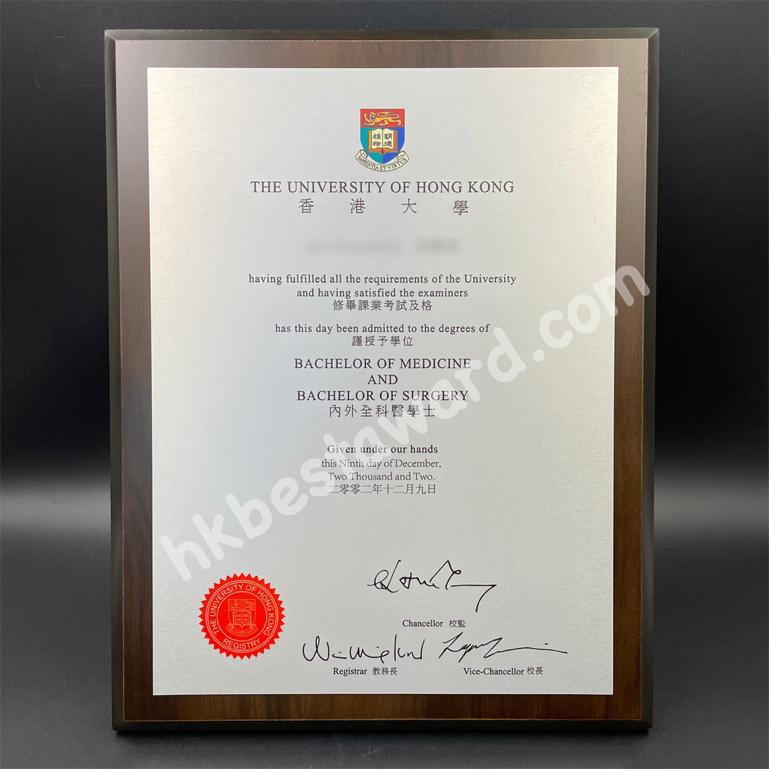 SAPIENTIA ET VIRTUS
THE UNIVERSITY OF HONG KONG
香 港 大 學
having fulfilled all the requirements of the University
and having satisfied the examiners
修畢課業考試及格
has this day been admitted to the degrees of
謹授予學位
BACHELOR OF MEDICINE
AND
BACHELOR OF SURGERY
內外全科醫學士
Given under our hands
this Ninth day of December,
Two Thousand and Two.
二零零二年十二月九日
hkbestaward.com
THE UNIVERSITY OF HONG KONG
REGISTRY
Chancellor 校監
Registrar 教務長
Vice-Chancellor 校長